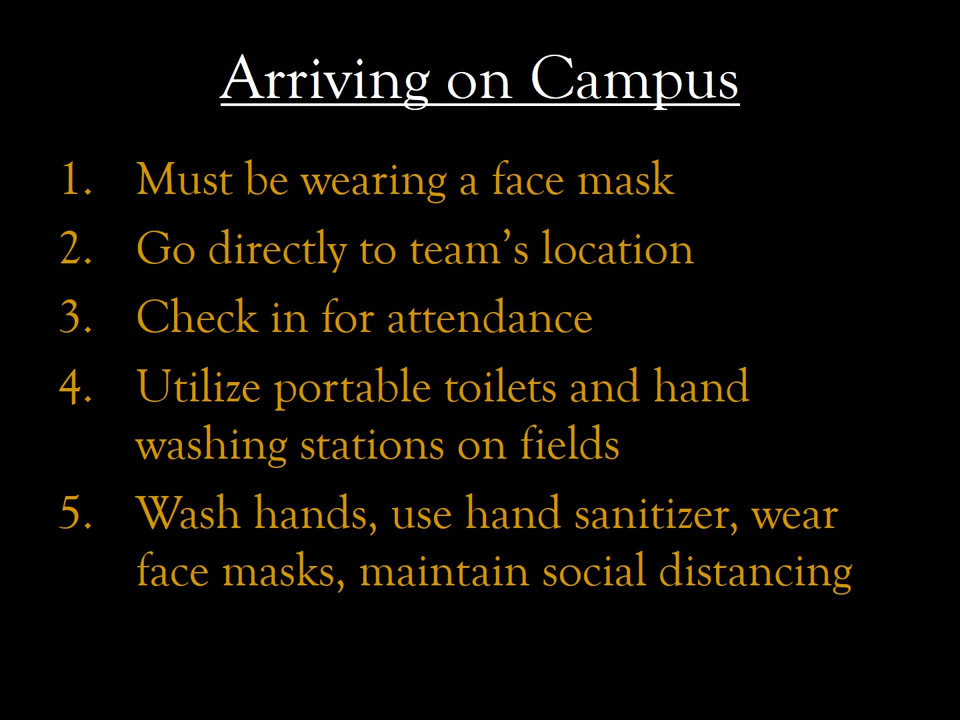 Arriving on Campus
1. Must be wearing a face mask
2. Go directly to team’s location
3. Check in for attendance
4. Utilize portable toilets and hand
washing stations on fields
5. Wash hands, use hand sanitizer, wear
face masks, maintain social distancing